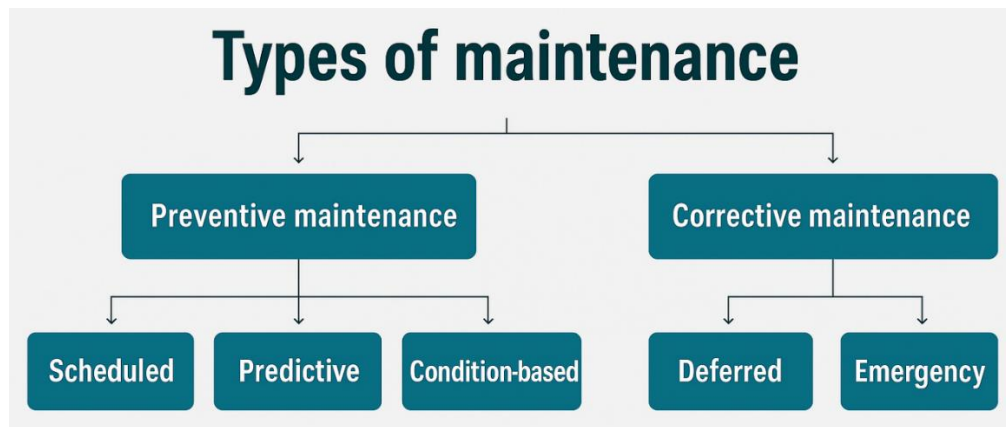 Types of maintenance
Preventive maintenance
Corrective maintenance
Scheduled
Predictive
Condition-based
Deferred
Emergency